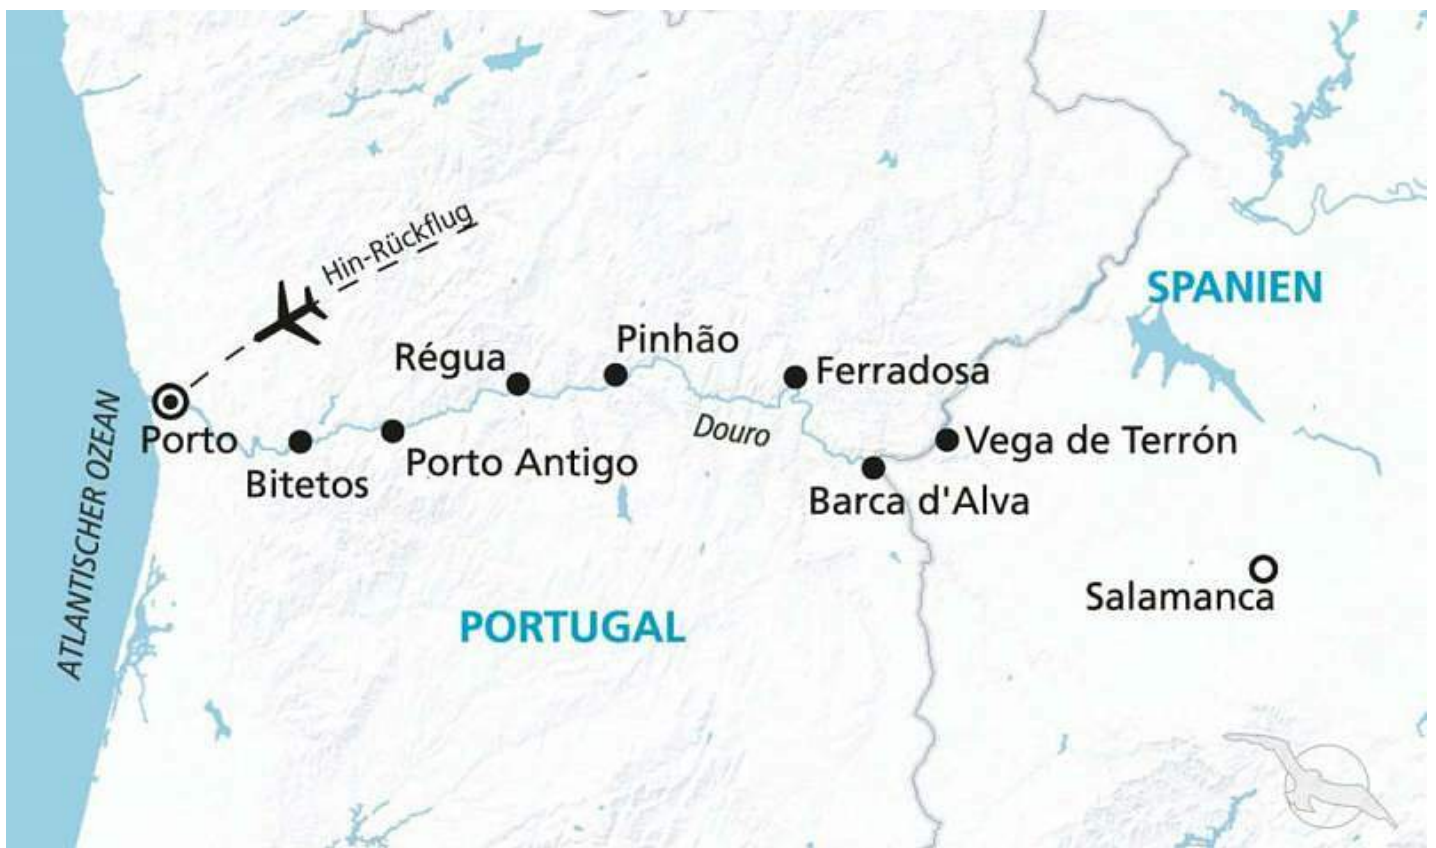 Hin-Rückflug
SPANIEN
Pinhão
Régua
Ferradosa
ATLANTISCHER OZEAN
Porto
Douro
Vega de Terrón
Bitetos
Porto Antigo
Barca d'Alva
Salamanca
PORTUGAL